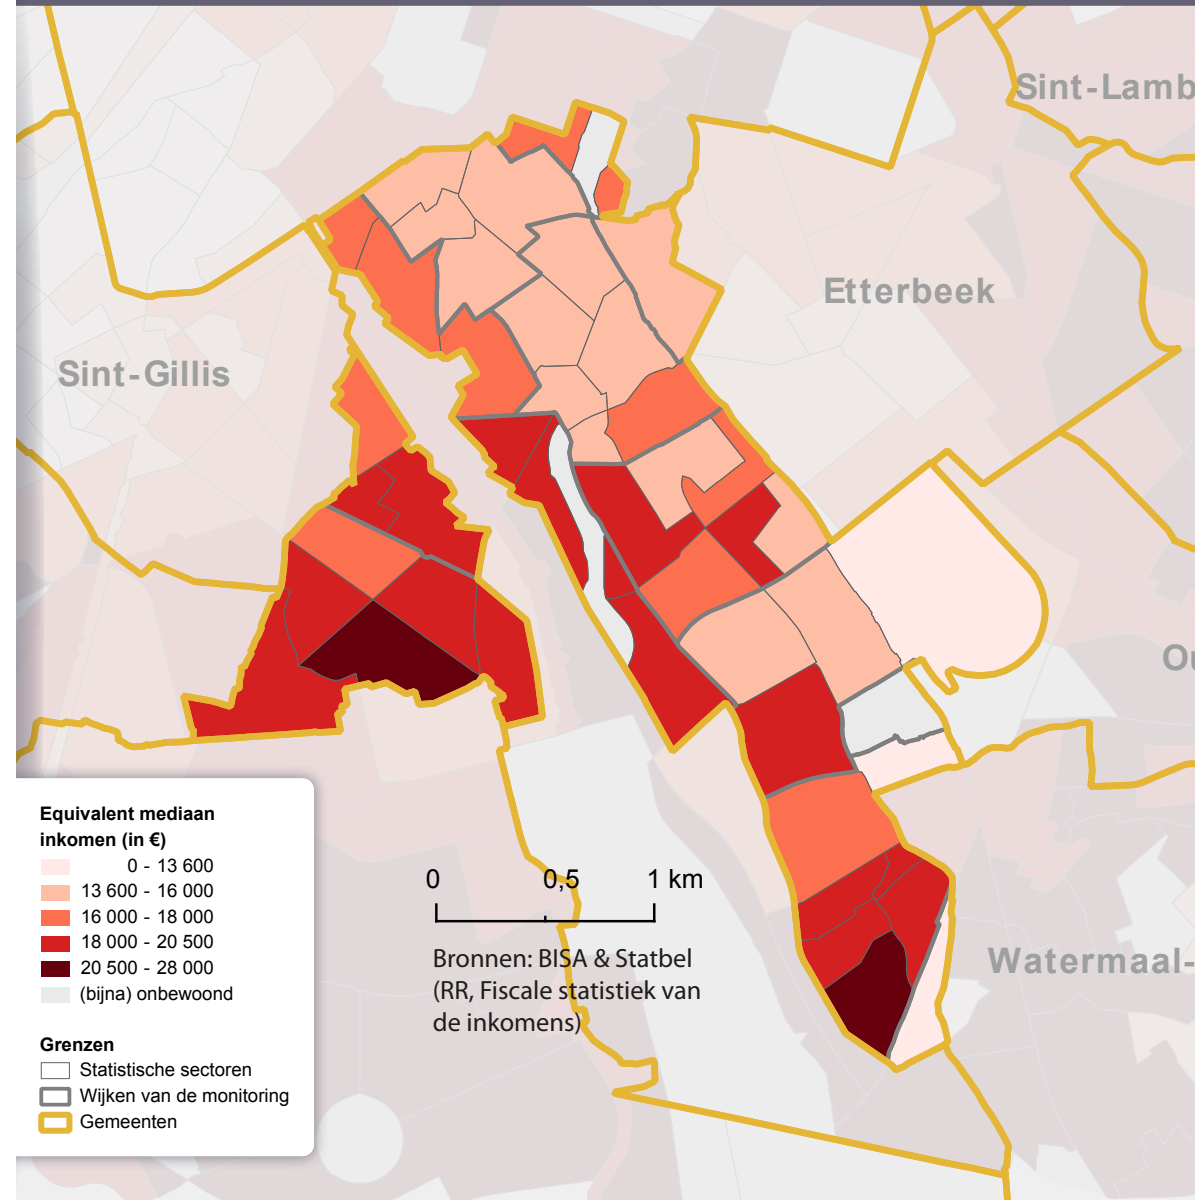 Sint-Lamb
Etterbeek
Sint-Gillis
Ou
Watermaal-
Equivalent mediaan
inkomen (in €)
0 - 13 600
13 600 - 16 000
16 000 - 18 000
18 000 - 20 500
20 500 - 28 000
(bijna) onbewoond
Grenzen
Statistische sectoren
Wijken van de monitoring
Gemeenten
0 0,5 1 km
Bronnen: BISA & Statbel
(RR, Fiscale statistiek van
de inkomens)